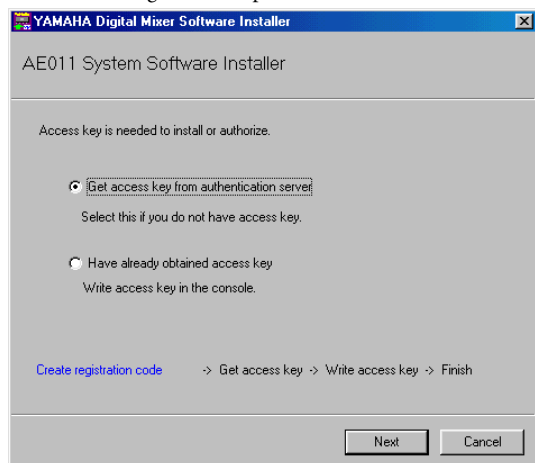 YAMAHA Digital Mixer Software Installer
AE011 System Software Installer
Access key is needed to install or authorize.
Get access key from authentication server
Select this if you do not have access key.
Have already obtained access key
Write access key in the console.
Create registration code -> Get access key -> Write access key -> Finish
Next Cancel